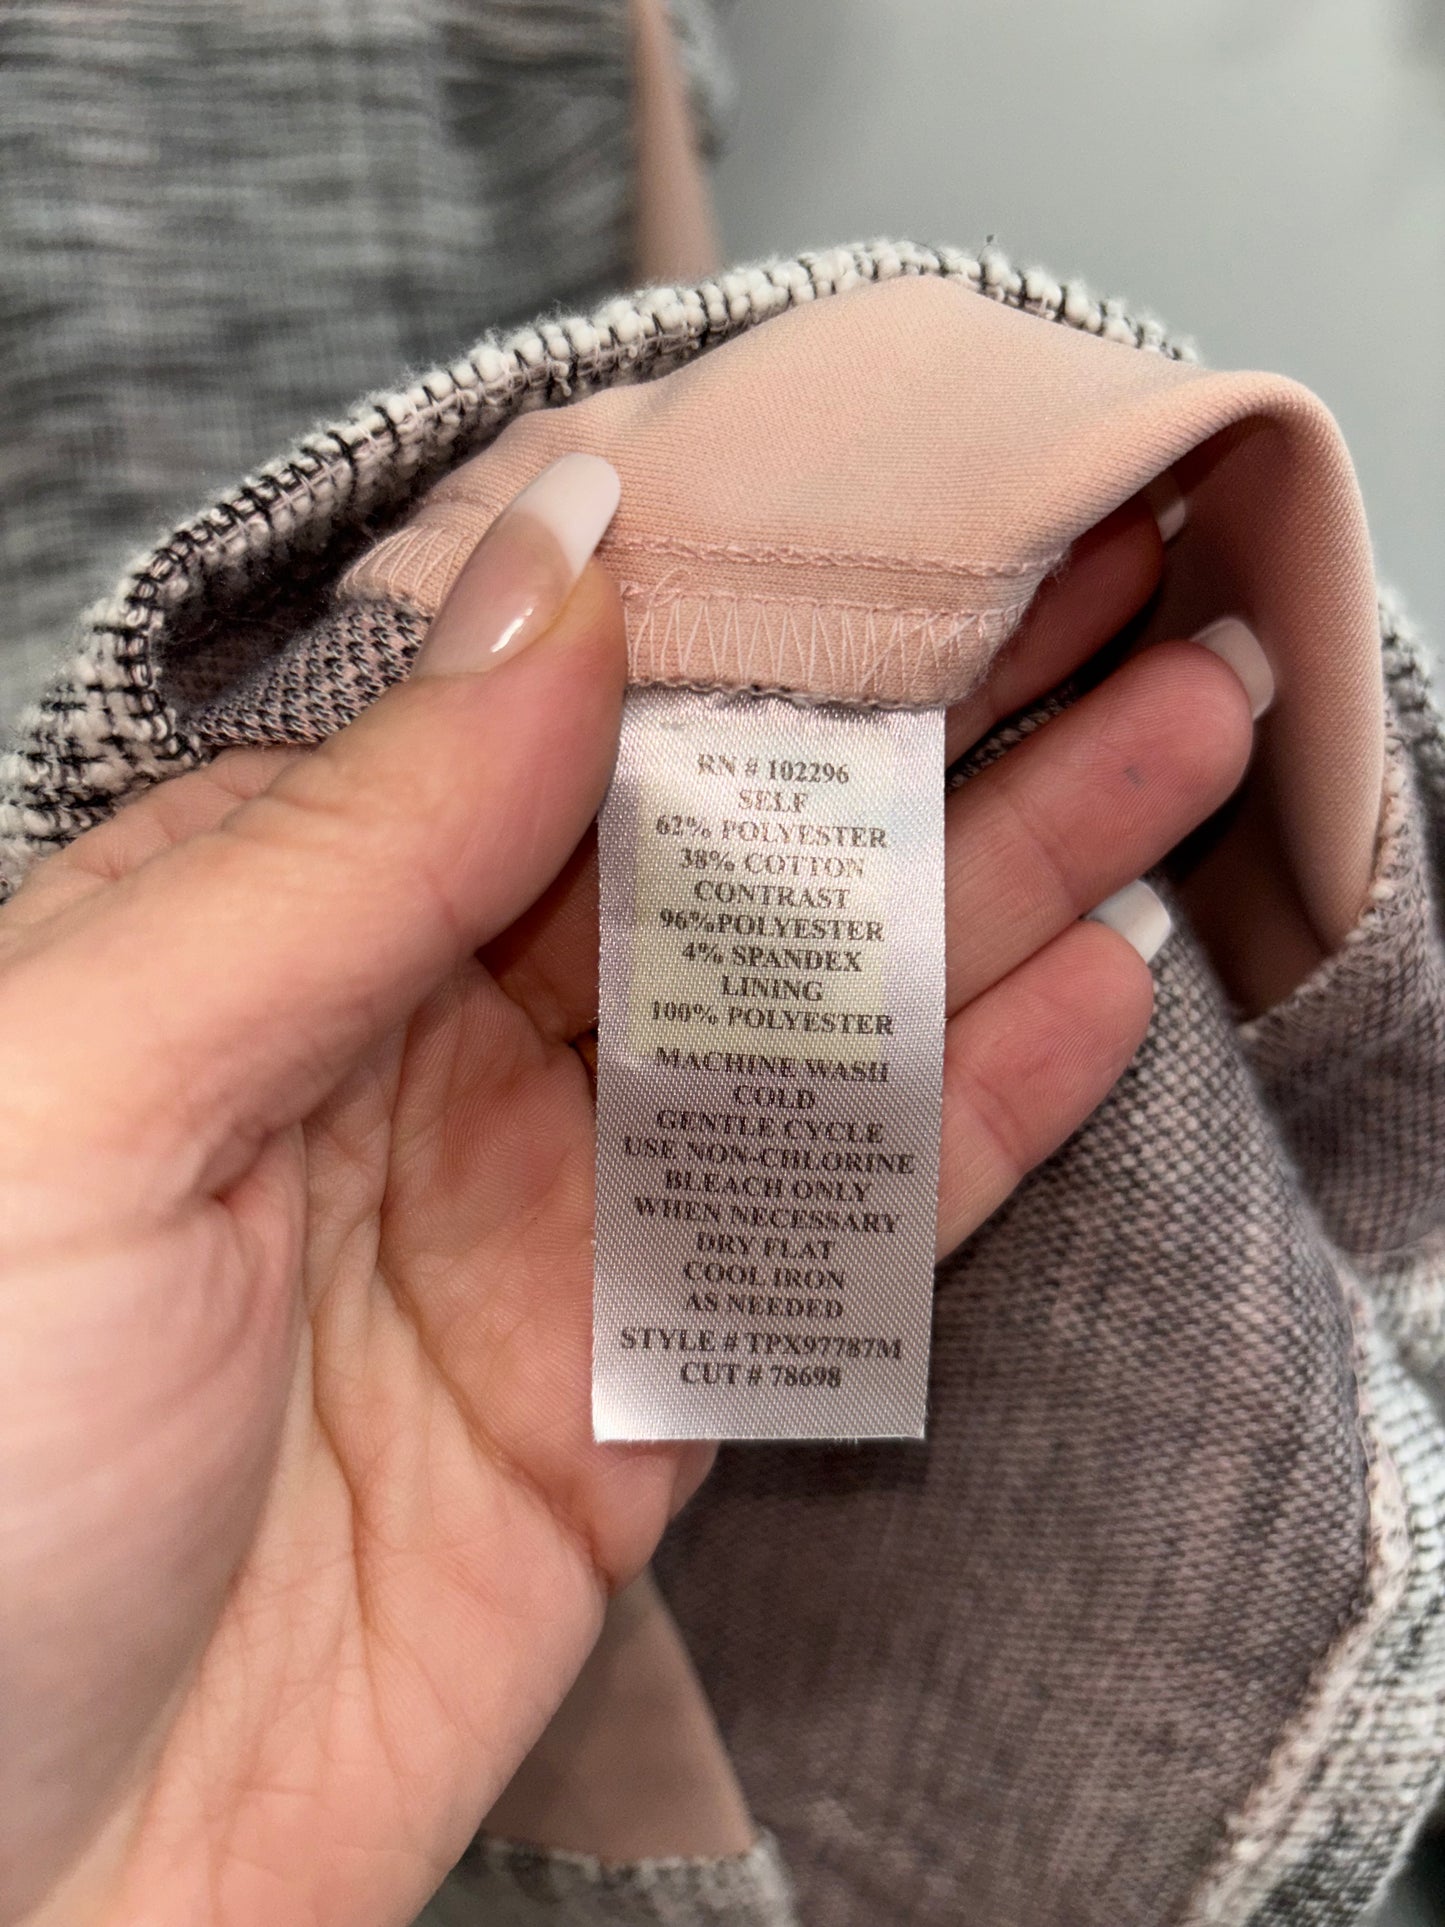 RN # 102296
SELF
62% POLYESTER
38% COTTON
CONTRAST
96%POLYESTER
4% SPANDEX
LINING
100% POLYESTER
MACHINE WASH
COLD
GENTLE CYCLE
USE NON-CHLORINE
BLEACH ONLY
WHEN NECESSARY
DRY FLAT
COOL IRON
AS NEEDED
STYLE # TPX97787M
CUT # 78698